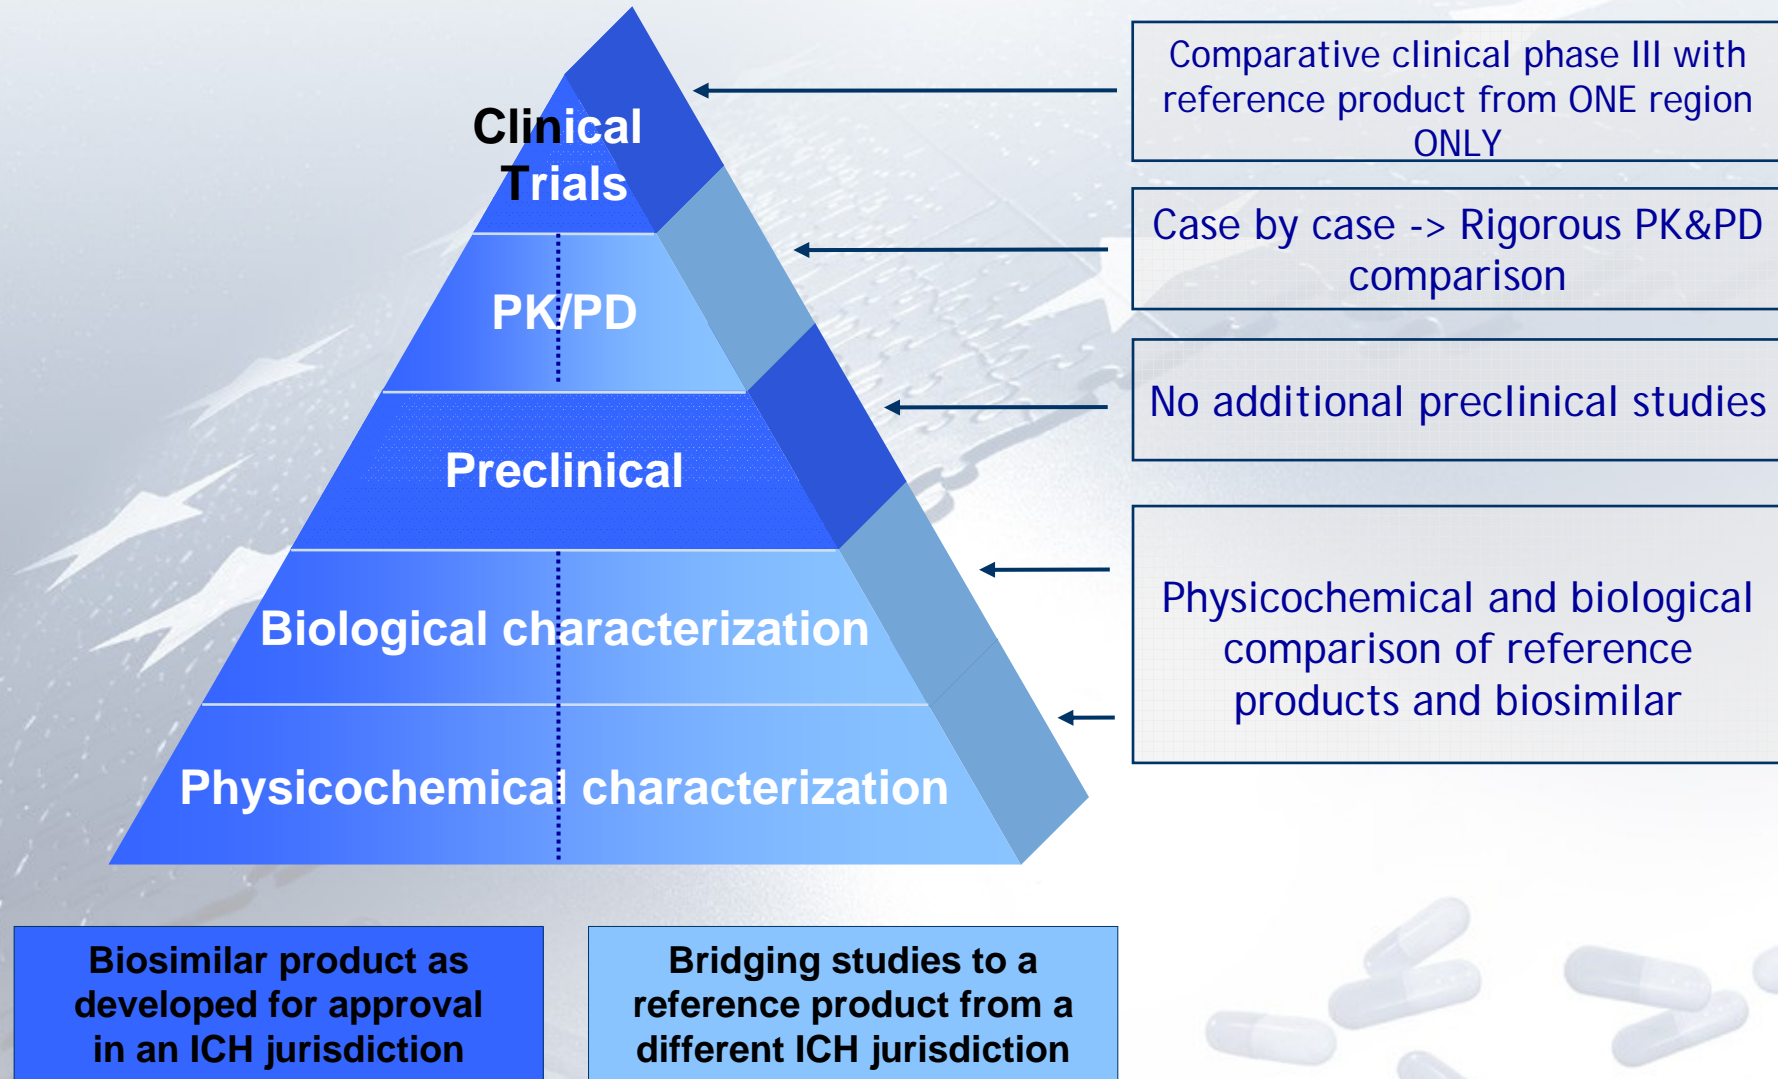 Clinical
Trials
PK/PD
Preclinical
Biological characterization
Physicochemical characterization
Comparative clinical phase III with
reference product from ONE region
ONLY
Case by case -> Rigorous PK&PD
comparison
No additional preclinical studies
Physicochemical and biological
comparison of reference
products and biosimilar
Biosimilar product as
developed for approval
in an ICH jurisdiction
Bridging studies to a
reference product from a
different ICH jurisdiction